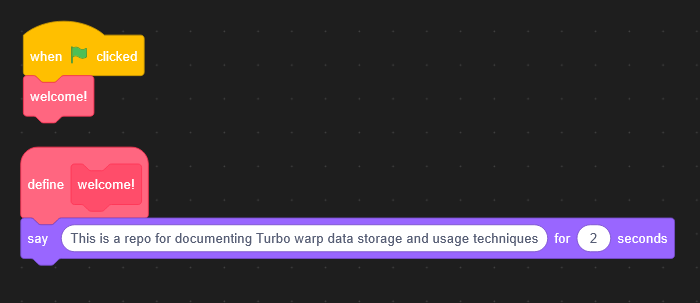 when clicked
welcome!
define welcome!
say This is a repo for documenting Turbo warp data storage and usage techniques for 2 seconds